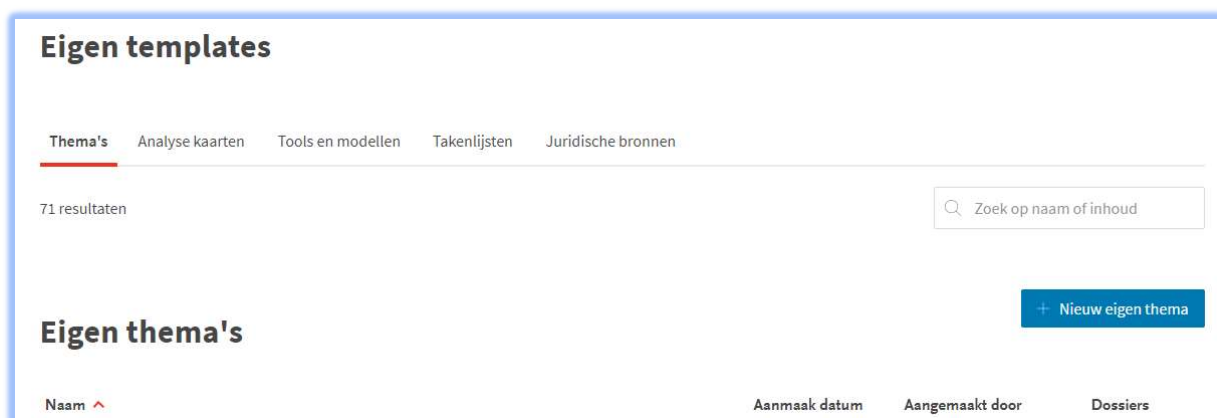 Eigen templates
Thema's Analyse kaarten Tools en modellen Takenlijsten Juridische bronnen
71 resultaten Zoek op naam of inhoud
+ Nieuw eigen thema
Eigen thema's
Naam Aanmaak datum Aangemaakt door Dossiers